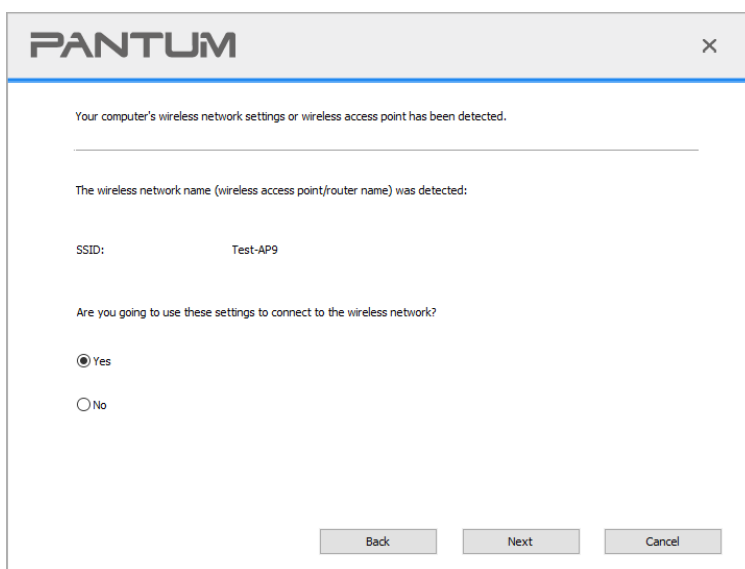 PANTUM
Your computer's wireless network settings or wireless access point has been detected.
The wireless network name (wireless access point/router name) was detected:
SSID: Test-AP9
Are you going to use these settings to connect to the wireless network?
Yes
No
Back Next Cancel